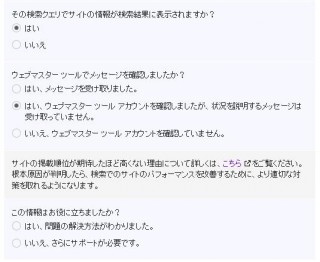 その検索クエリでサイトの情報が検索結果に表示されますか？
はい
いいえ
ウェブマスター ツールでメッセージを確認しましたか？
はい、メッセージを受け取りました。
はい、ウェブマスター ツール アカウントを確認しましたが、状況を説明するメッセージは
受け取っていません。
いいえ、ウェブマスター ツール アカウントを確認していません。
サイトの掲載順位が期待したほど高くない理由について詳しくは、こちら をご覧ください。
根本原因が判明したら、検索でのサイトのパフォーマンスを改善するために、より適切な対
策を取れるようになります。
この情報はお役に立ちましたか？
はい、問題の解決方法がわかりました。
いいえ、さらにサポートが必要です。